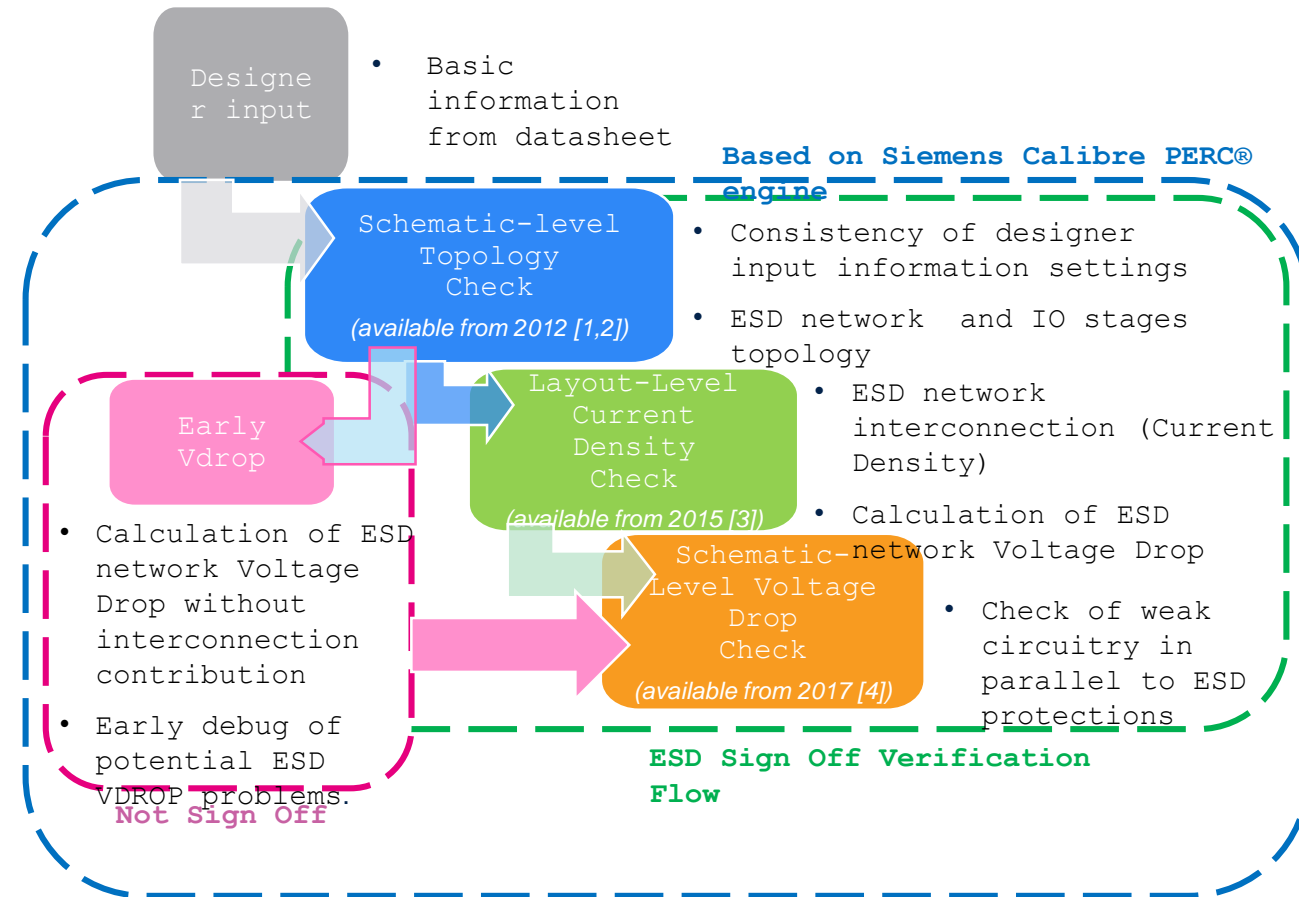 Designe
r input
• Basic
information
from datasheet
Based on Siemens Calibre PERC®
engine
Schematic-level
Topology
Check
(available from 2012 [1,2])
• Consistency of designer
input information settings
• ESD network and IO stages
topology
Early
Vdrop
Layout-Level
Current
Density
Check
(available from 2015 [3])
• ESD network
interconnection (Current
Density)
• Calculation of ESD
network Voltage Drop
• Calculation of ESD
network Voltage
Drop without
interconnection
contribution
• Early debug of
potential ESD
VDROP problems.
Not Sign Off
Schematic-
Level Voltage
Drop
Check
(available from 2017 [4])
• Check of weak
circuitry in
parallel to ESD
protections
ESD Sign Off Verification
Flow